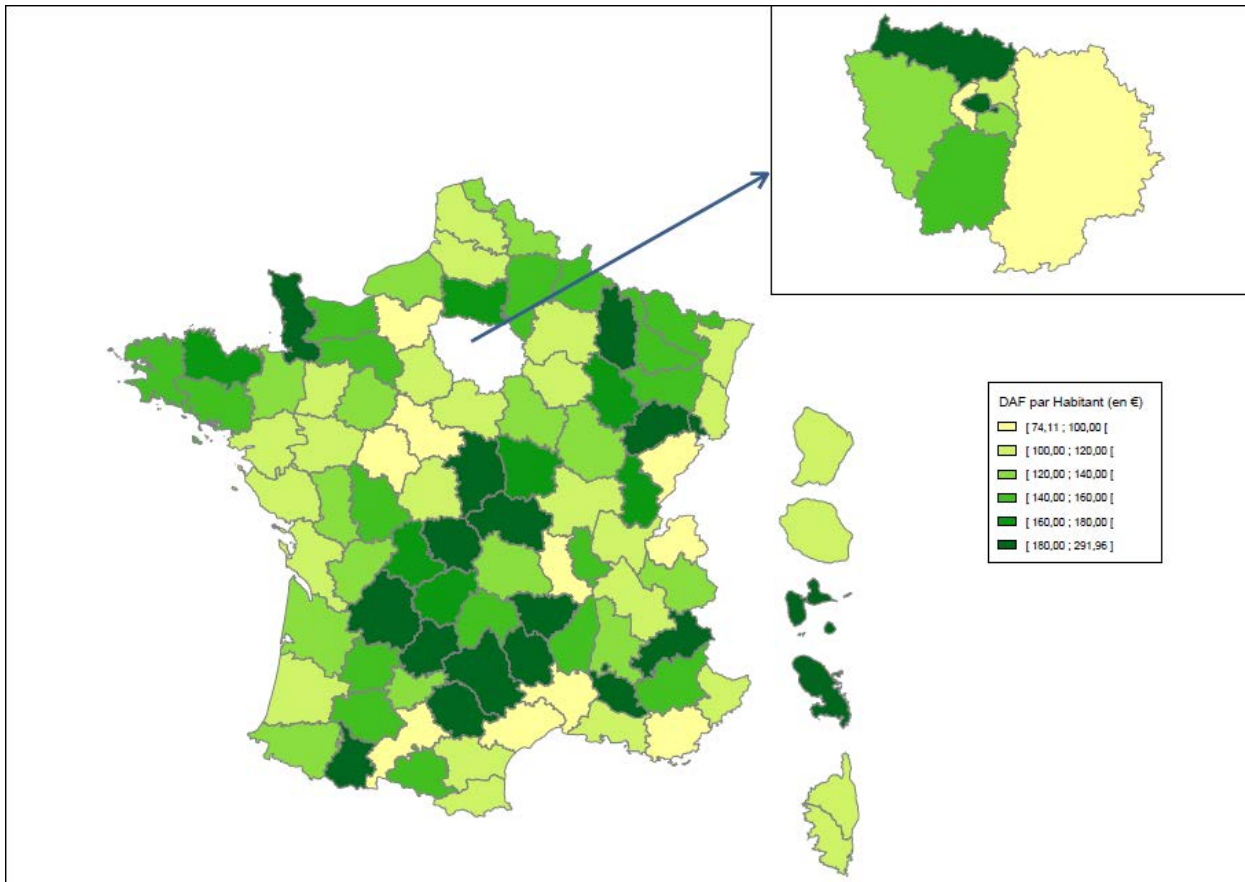 DAF par Habitant (en €)
[ 74,11 ; 100,00 [
[ 100,00 ; 120,00 [
[ 120,00 ; 140,00 [
[ 140,00 ; 160,00 [
[ 160,00 ; 180,00 [
[ 180,00 ; 291,96 ]